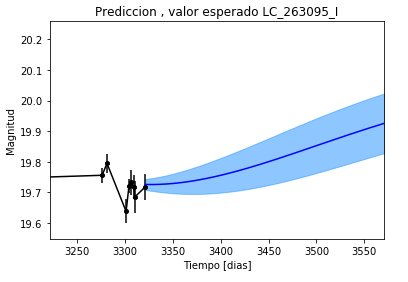 Prediccion , valor esperado LC_263095_I
20.2
20.1
20.0
19.9
19.8
19.7
19.6
Magnitud
3250 3300 3350 3400 3450 3500 3550
Tiempo [dias]